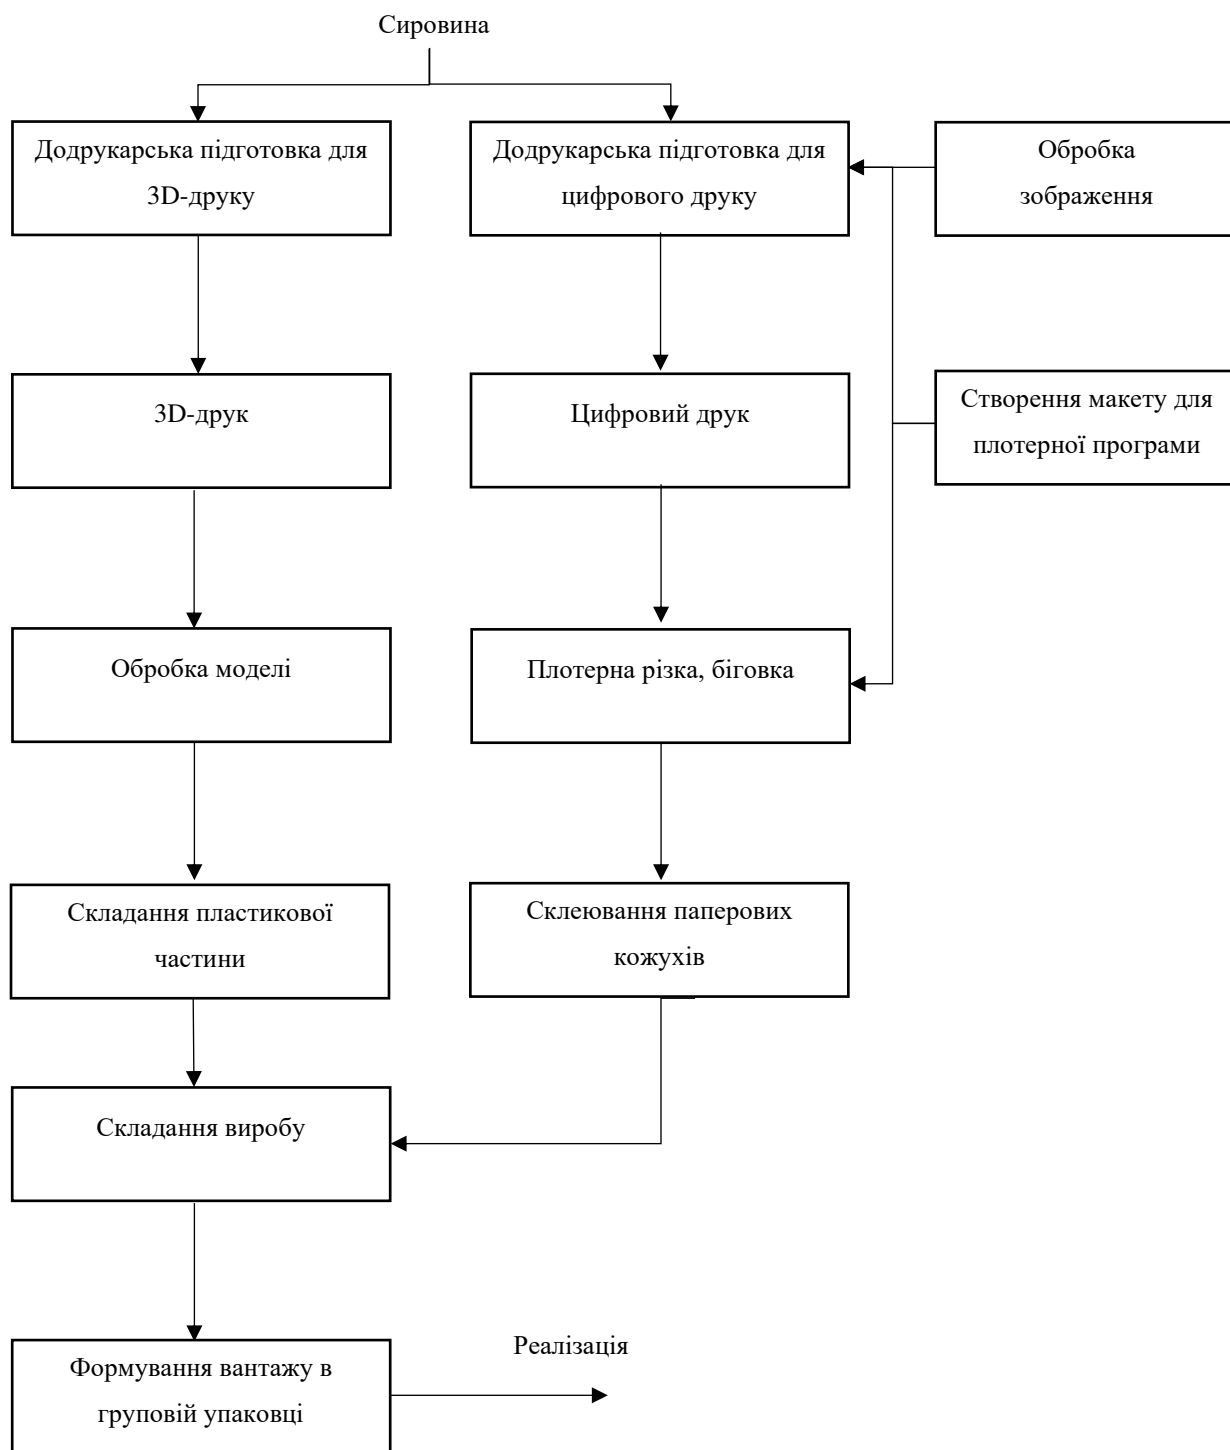 Сировина
Додрукарська підготовка для
3D-друку
Додрукарська підготовка для
цифрового друку
Обробка
зображення
3D-друк
Цифровий друк
Створення макету для
плотерної програми
Обробка моделі
Плотерна різка, біговка
Складання пластикової
частини
Склеювання паперових
кожухів
Складання виробу
Формування вантажу в
груповій упаковці
Реалізація